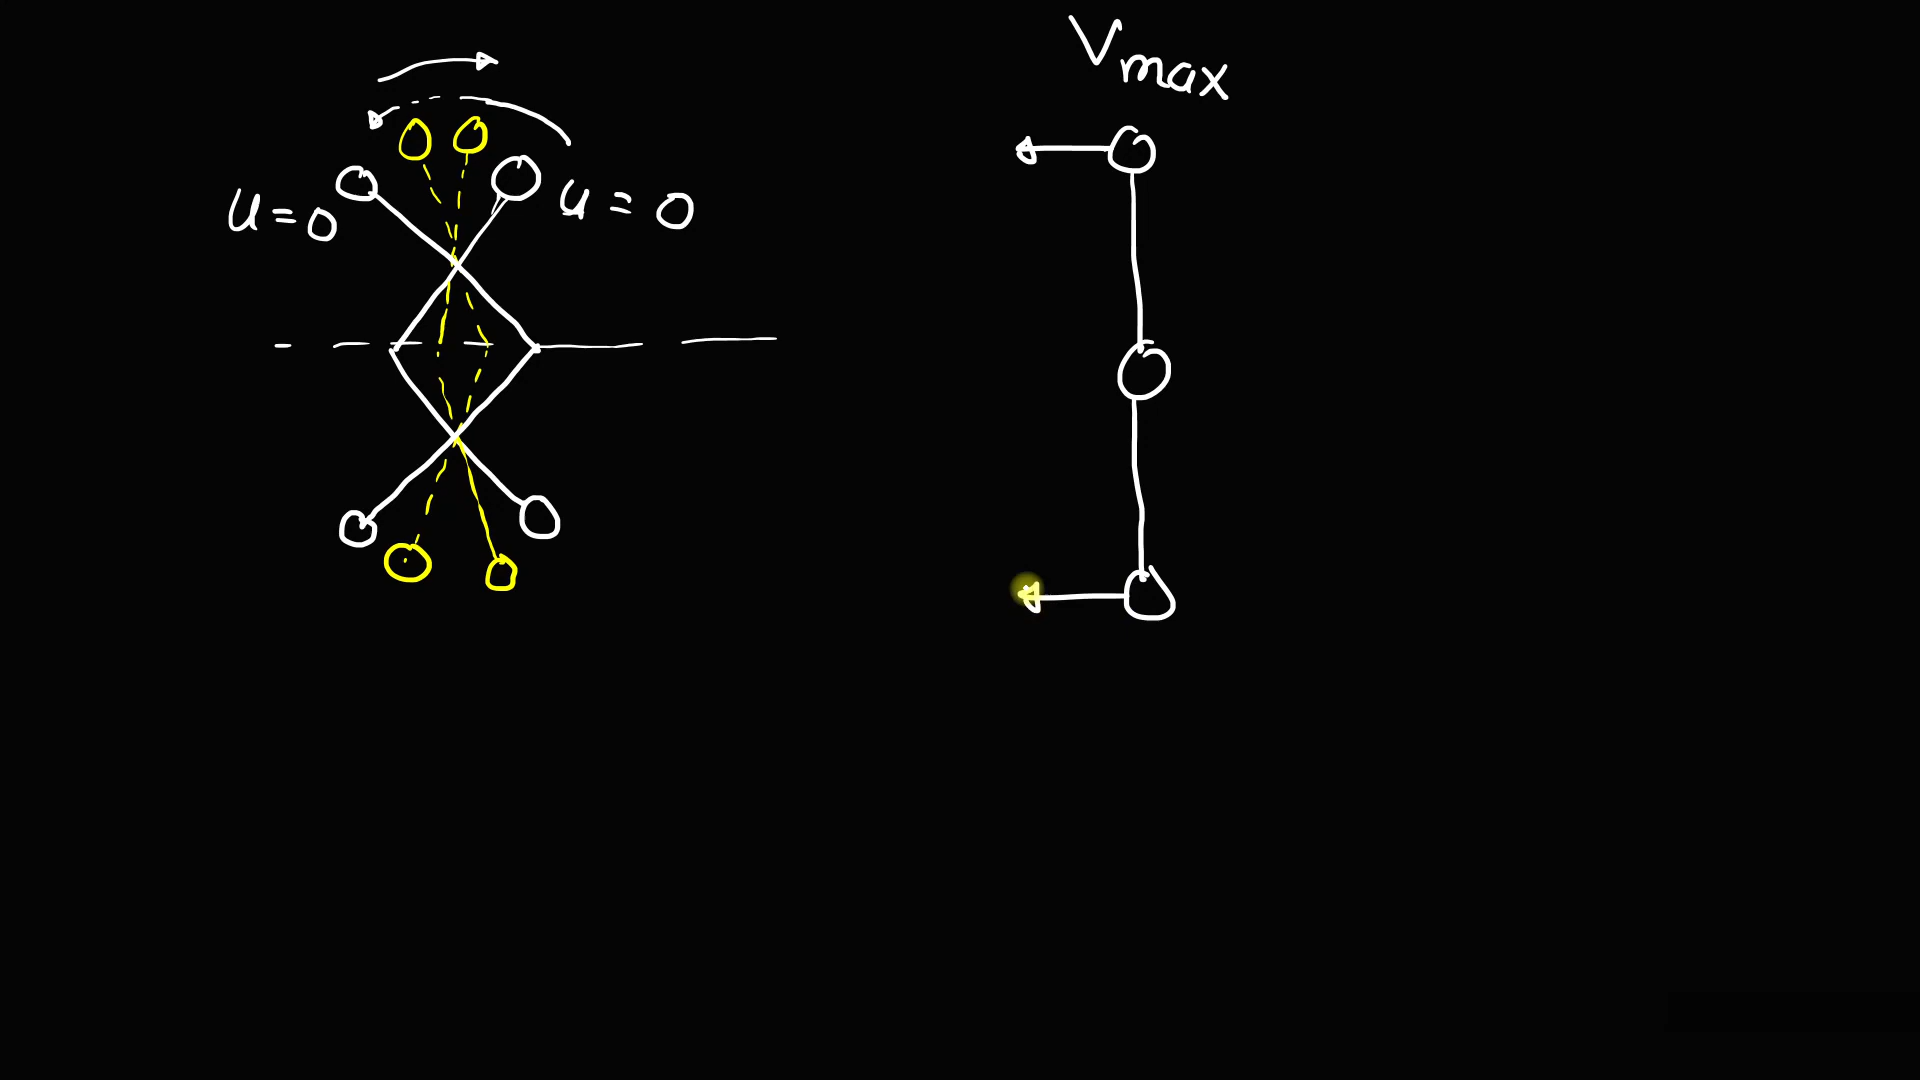 Vmax
u = 0
u = 0